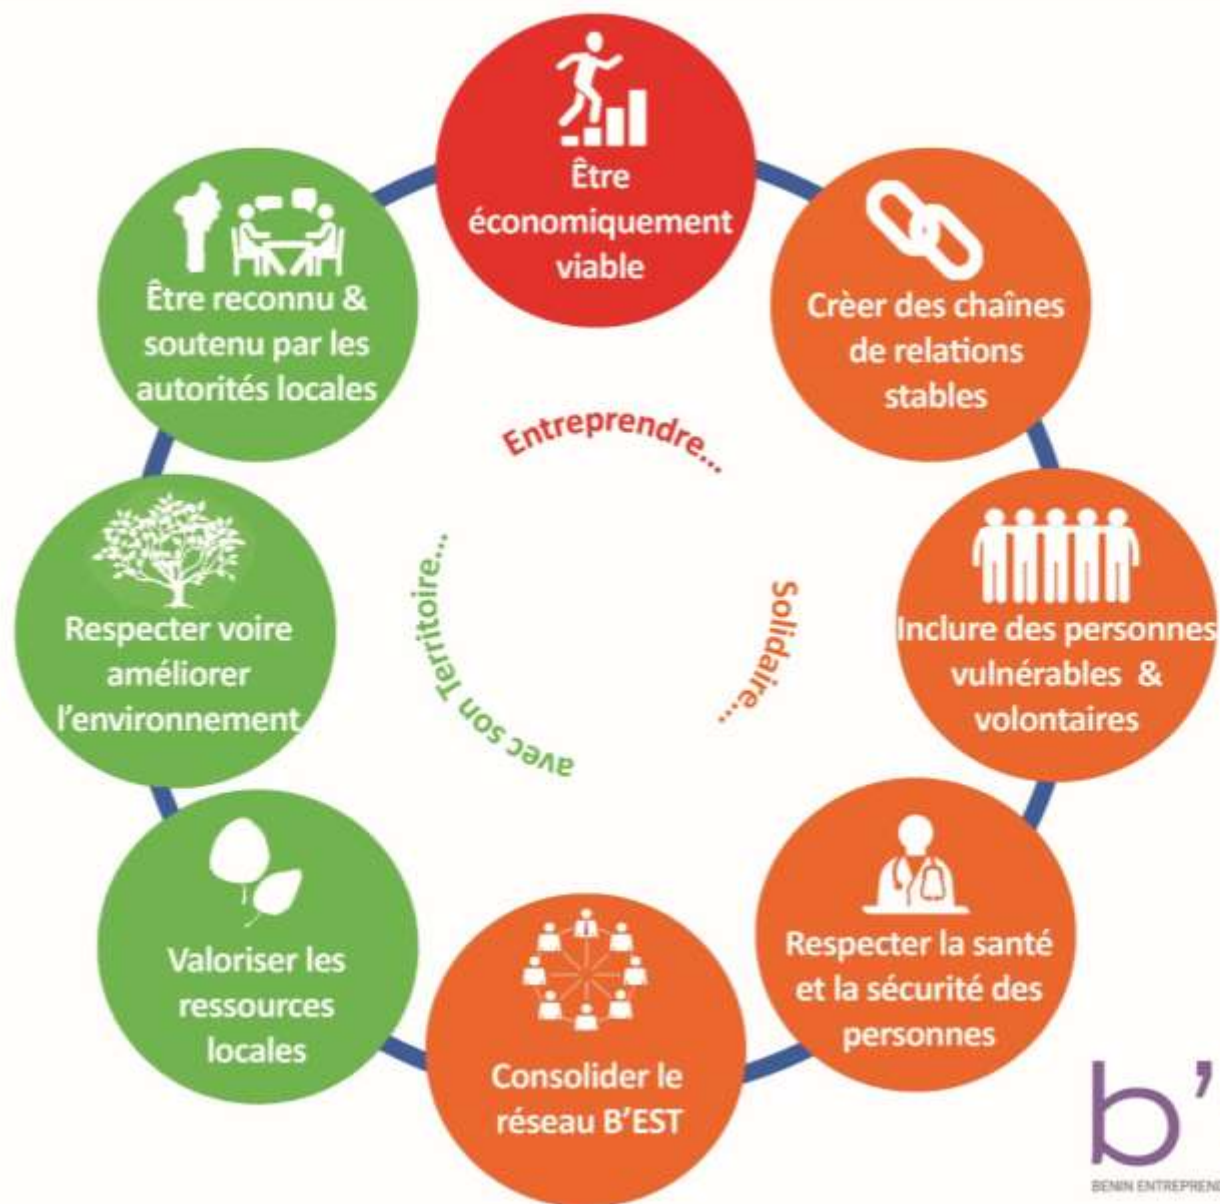 Être
économiquement
viable
Crèer des chaînes
de relations
stables
Inclure des personnes
vulnérables &
volontaires
Respecter la santé
et la sécurité des
personnes
Consolider le
réseau B'EST
Valoriser les
ressources
locales
Respecter voire
améliorer
l'environnement
Être reconnu &
soutenu par les
autorités locales
Entreprendre...
Solidaire...
avec son Territoire...
b'
BENIN ENTREPREND